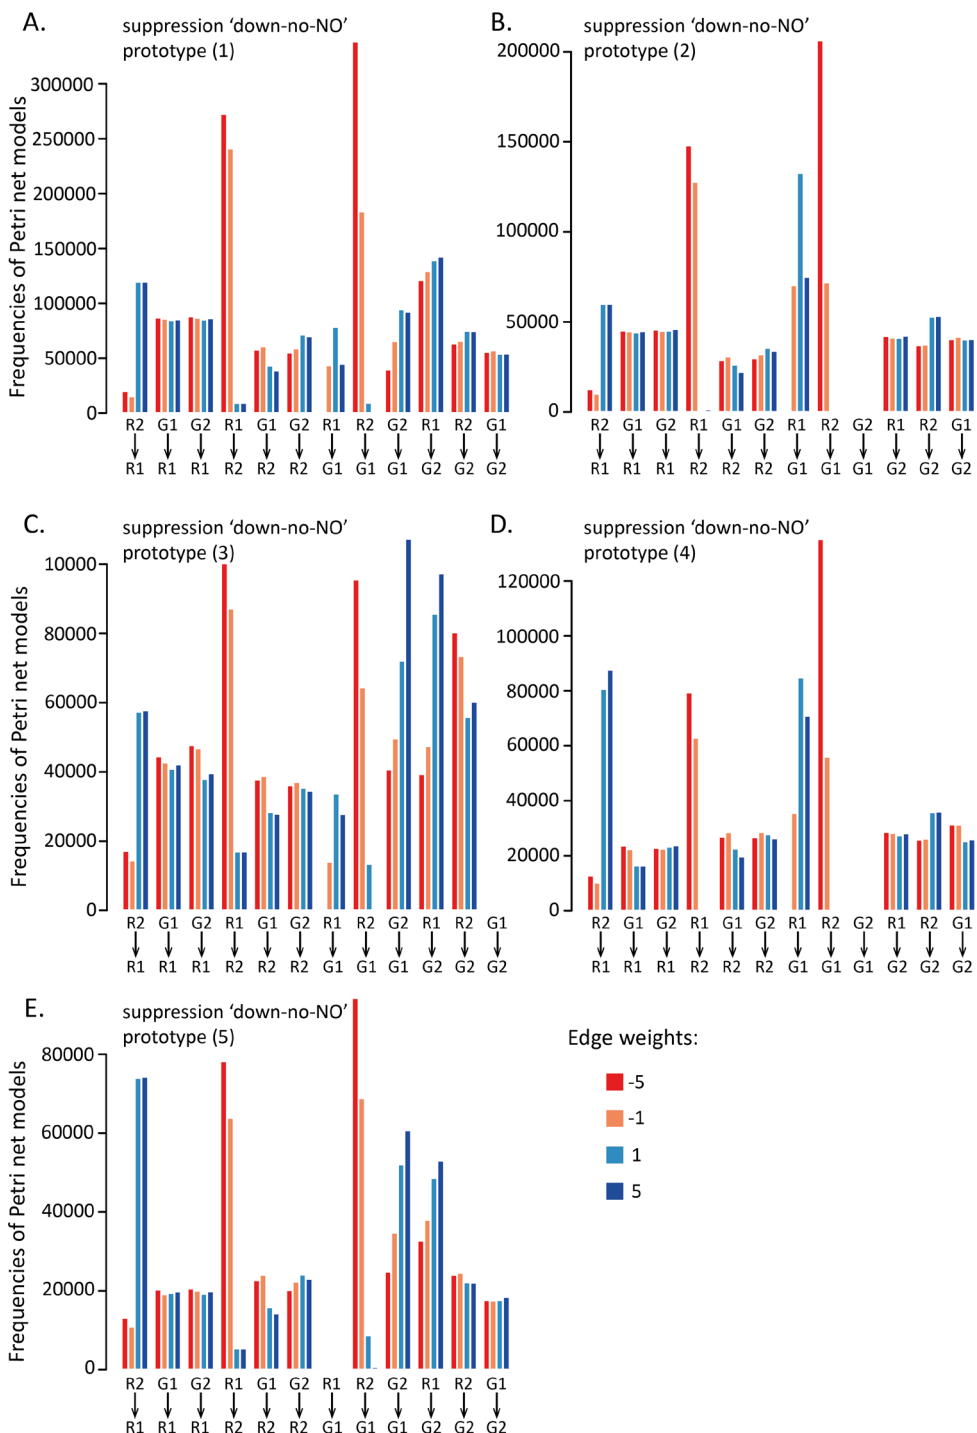 A.
suppression ‘down-no-NO’
prototype (1)
Frequencies of Petri net models
300000
250000
200000
150000
100000
50000
0
R2 G1 G2 R1 G1 G2 R1 R2 G2 R1 R2 G1
R1 R1 R1 R2 R2 R2 G1 G1 G1 G2 G2 G2
B.
suppression ‘down-no-NO’
prototype (2)
200000
150000
100000
50000
0
R2 G1 G2 R1 G1 G2 R1 R2 G2 R1 R2 G1
R1 R1 R1 R2 R2 R2 G1 G1 G1 G2 G2 G2
C.
suppression ‘down-no-NO’
prototype (3)
Frequencies of Petri net models
10000
80000
60000
40000
20000
0
R2 G1 G2 R1 G1 G2 R1 R2 G2 R1 R2 G1
R1 R1 R1 R2 R2 R2 G1 G1 G1 G2 G2 G2
D.
suppression ‘down-no-NO’
prototype (4)
120000
100000
80000
60000
40000
20000
0
R2 G1 G2 R1 G1 G2 R1 R2 G2 R1 R2 G1
R1 R1 R1 R2 R2 R2 G1 G1 G1 G2 G2 G2
E.
suppression ‘down-no-NO’
prototype (5)
Frequencies of Petri net models
80000
60000
40000
20000
0
R2 G1 G2 R1 G1 G2 R1 R2 G2 R1 R2 G1
R1 R1 R1 R2 R2 R2 G1 G1 G1 G2 G2 G2
Edge weights:
-5
-1
1
5